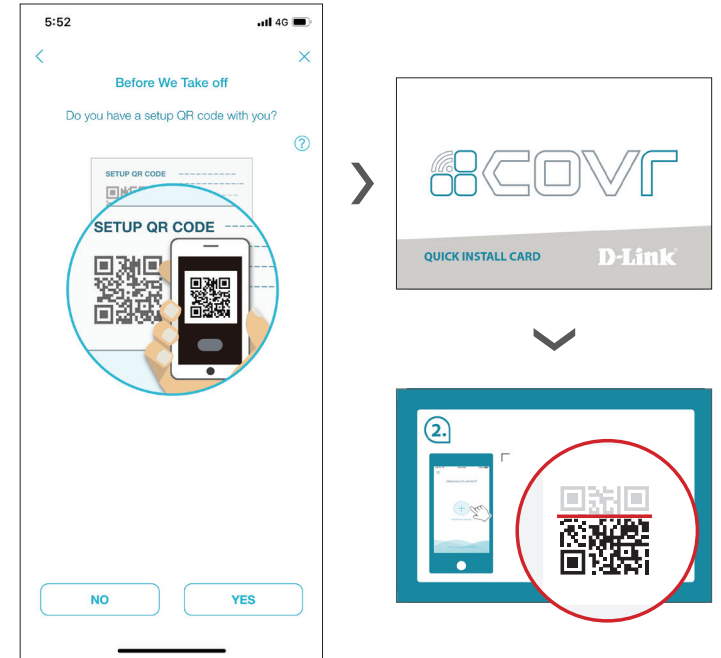 5:52
4G
Before We Take off
Do you have a setup QR code with you?
?
SETUP QR CODE
SETUP QR CODE
NO
YES
covr
QUICK INSTALL CARD
D-Link
2.